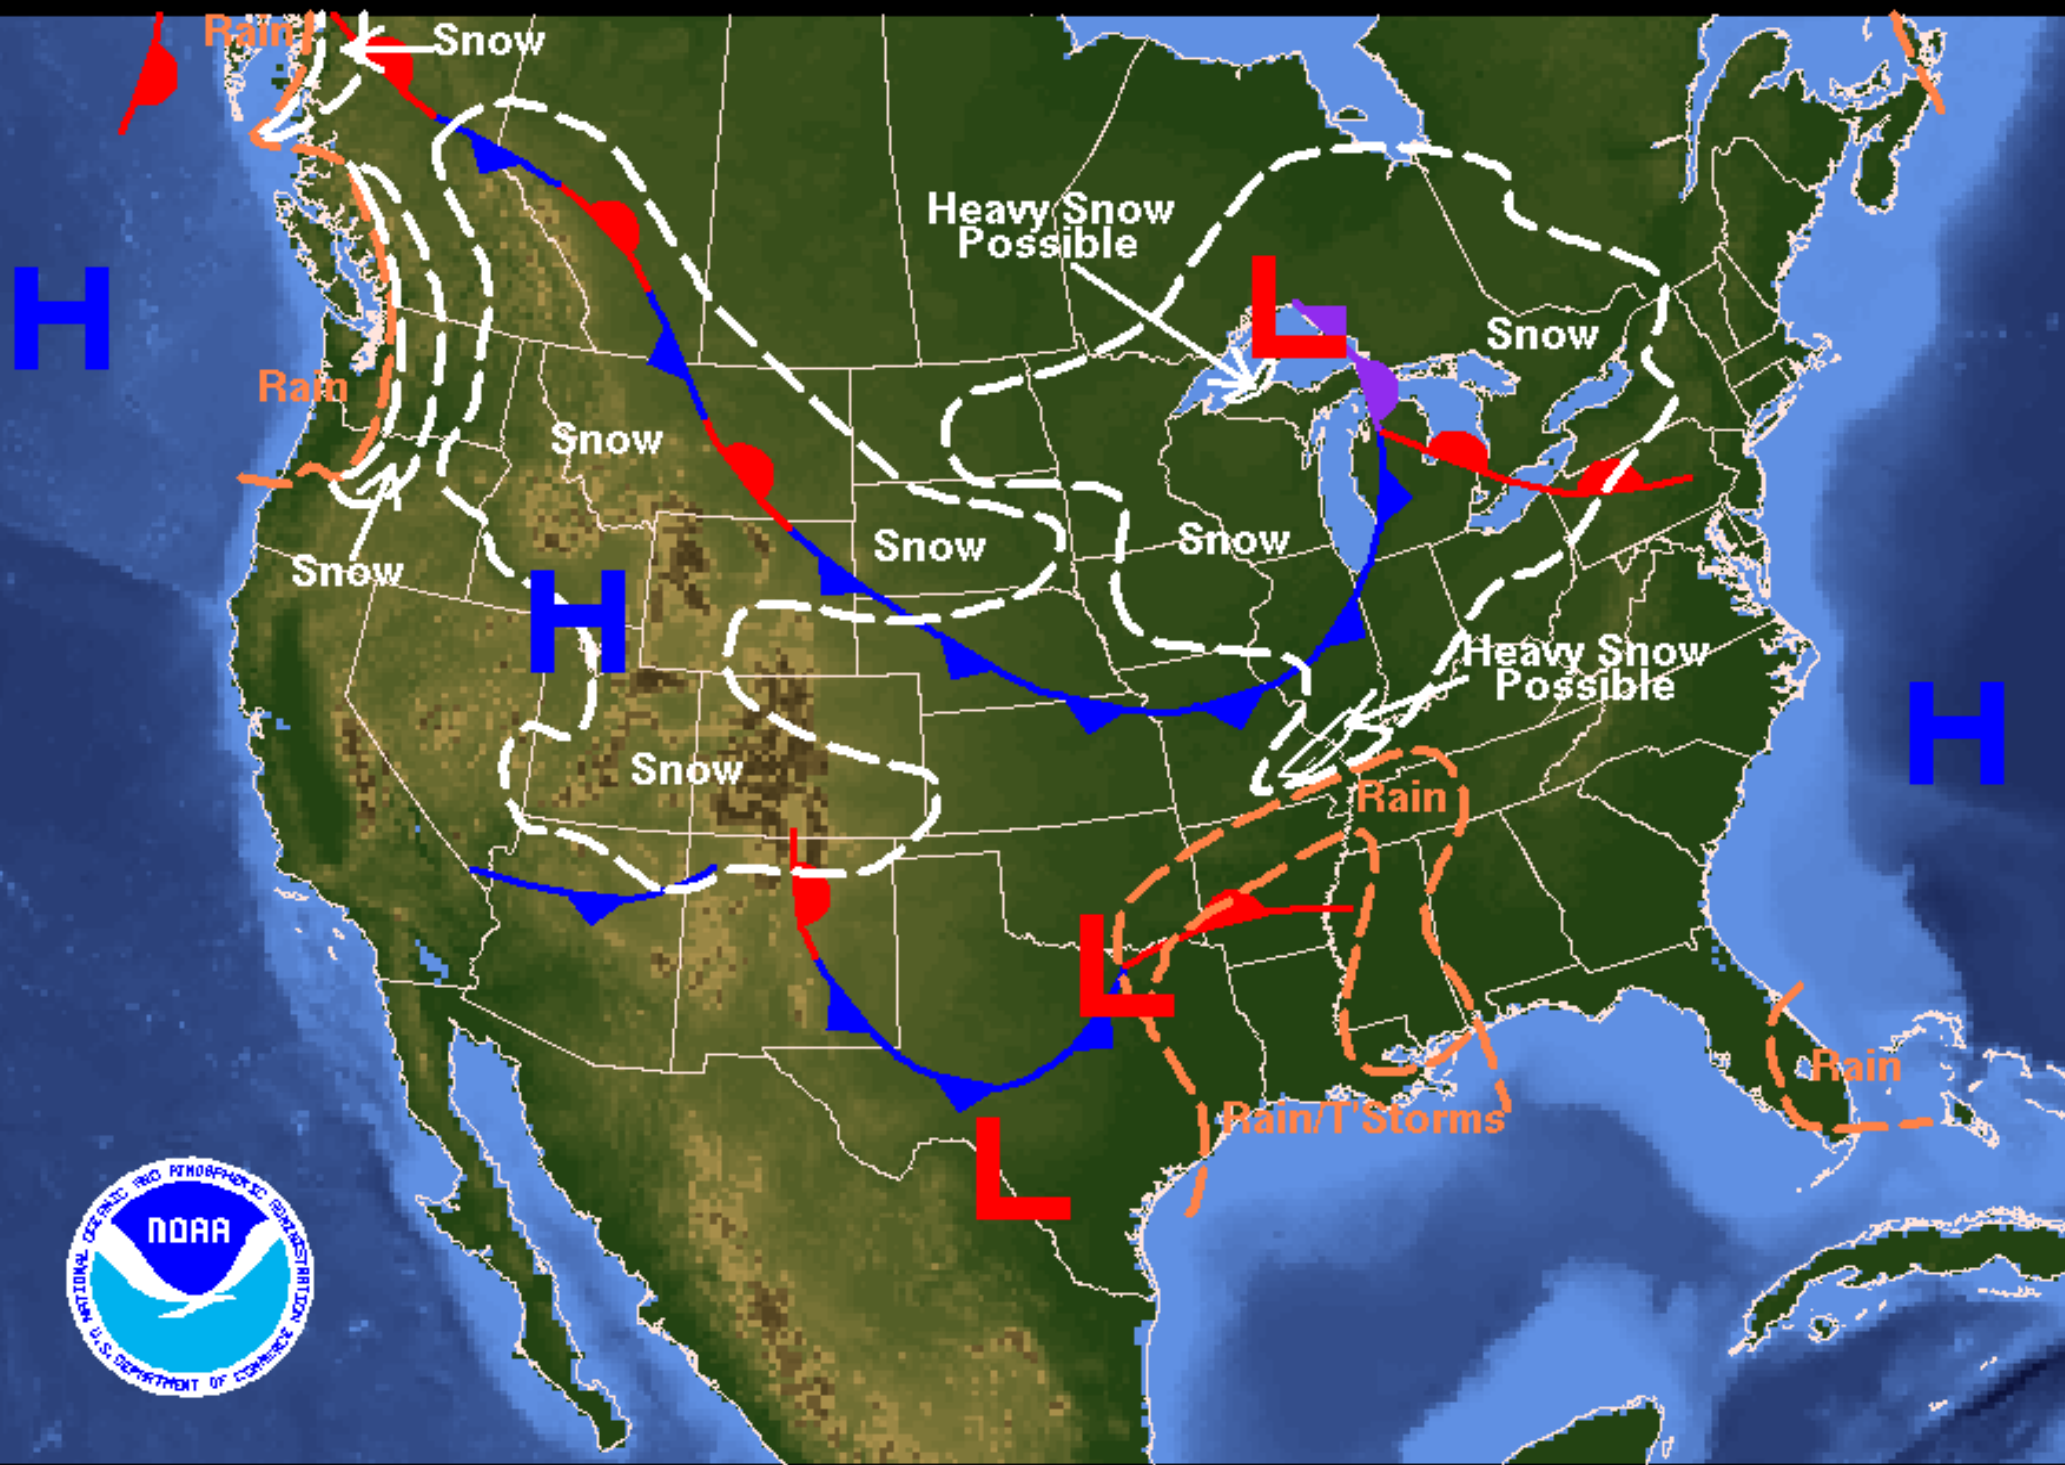 Rain
Snow
Heavy Snow
Possible
H
L
Snow
Rain
Snow
Snow
Snow
Snow
H
Heavy Snow
Possible
H
Snow
Rain
L
Rain
Rain/T'Storms
L
NOAA
NATIONAL OCEANIC AND ATMOSPHERIC ADMINISTRATION
U.S. DEPARTMENT OF COMMERCE